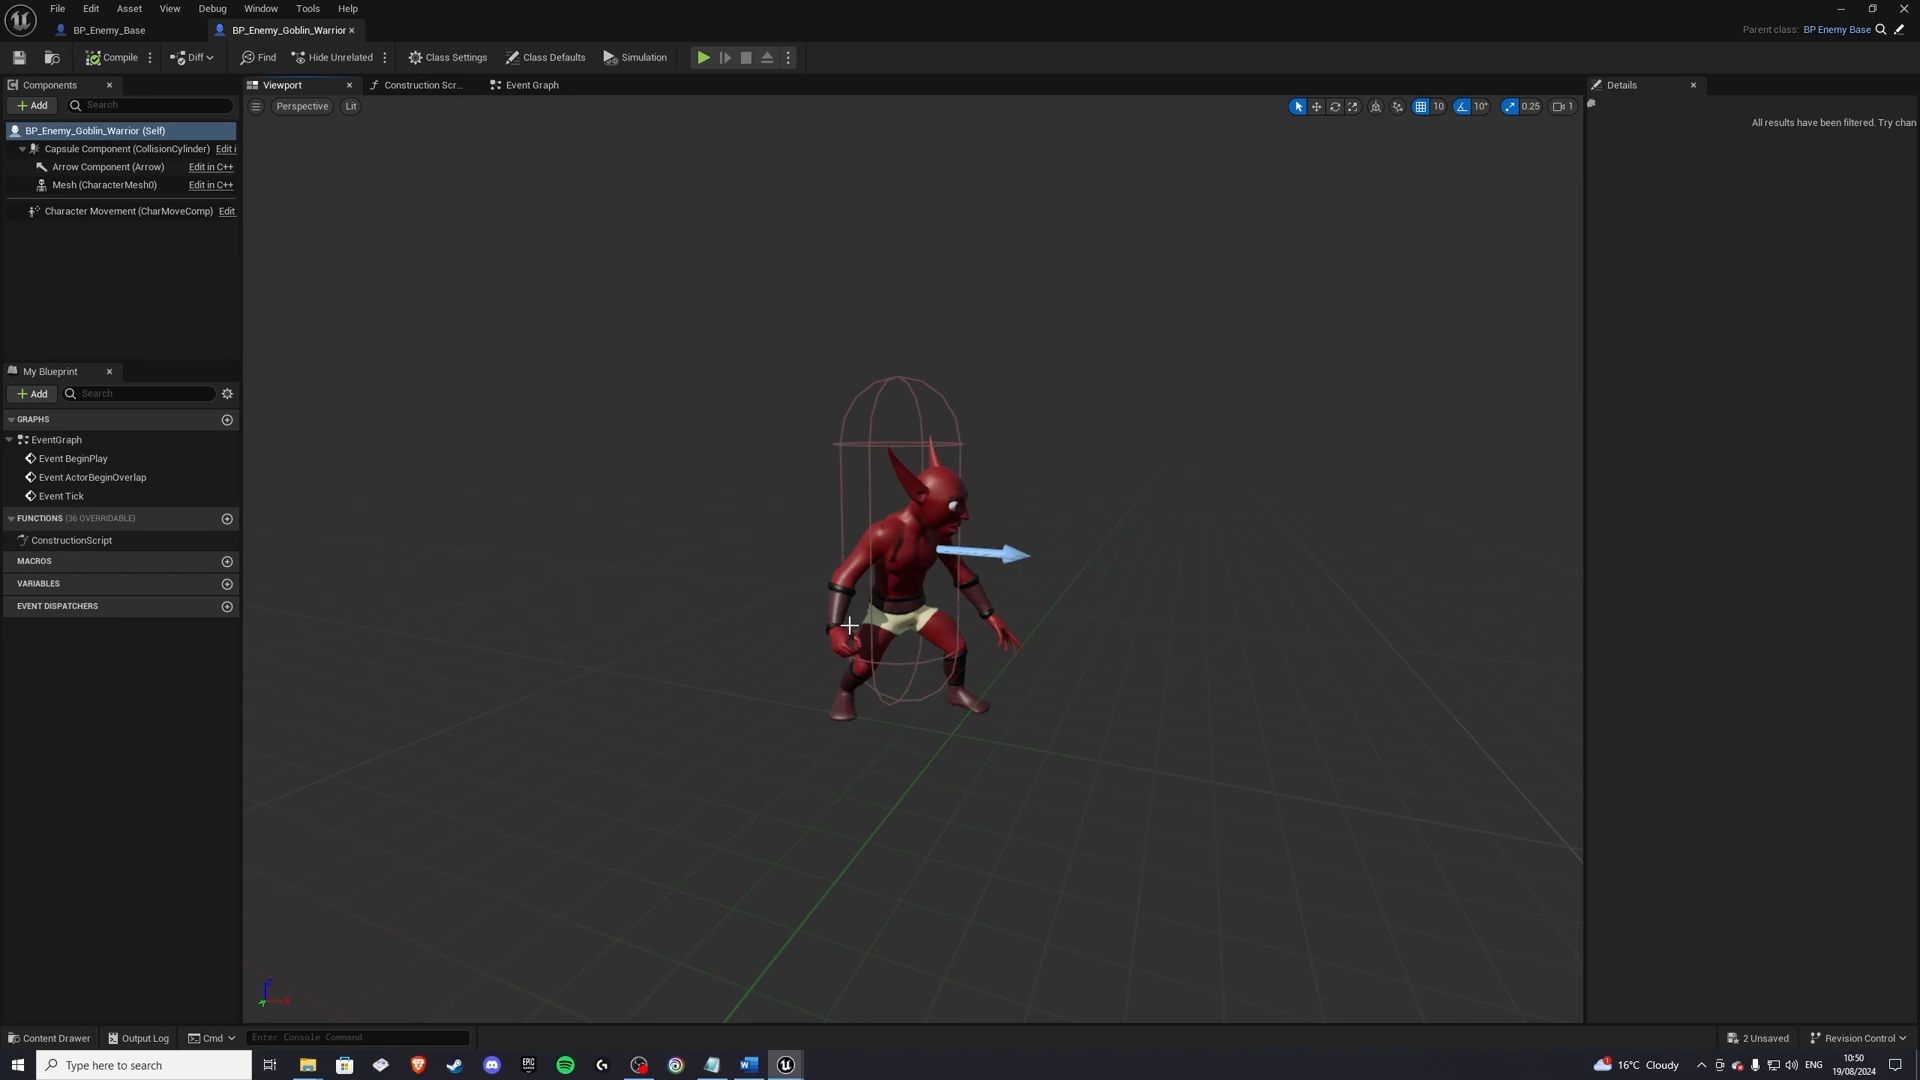 File Edit Asset View Debug Window Tools Help
BP_Enemy_Base
BP_Enemy_Goblin_Warrior
Parent class: BP Enemy Base
Compile
Diff
Find
Hide Unrelated
Class Settings
Class Defaults
Simulation
Components
Viewport
Construction Scr...
Event Graph
Details
Add
Search
Perspective
Lit
10
10°
0.25
1
All results have been filtered. Try chan
BP_Enemy_Goblin_Warrior (Self)
Capsule Component (CollisionCylinder) Edit i
Arrow Component (Arrow) Edit in C++
Mesh (CharacterMesh0) Edit in C++
Character Movement (CharMoveComp) Edit
My Blueprint
Add
Search
GRAPHS
EventGraph
Event BeginPlay
Event ActorBeginOverlap
Event Tick
FUNCTIONS (36 OVERRIDABLE)
ConstructionScript
MACROS
VARIABLES
EVENT DISPATCHERS
Z
Content Drawer
Output Log
Cmd
Enter Console Command
2 Unsaved
Revision Control
Type here to search
16°C Cloudy
ENG
10:50
19/08/2024